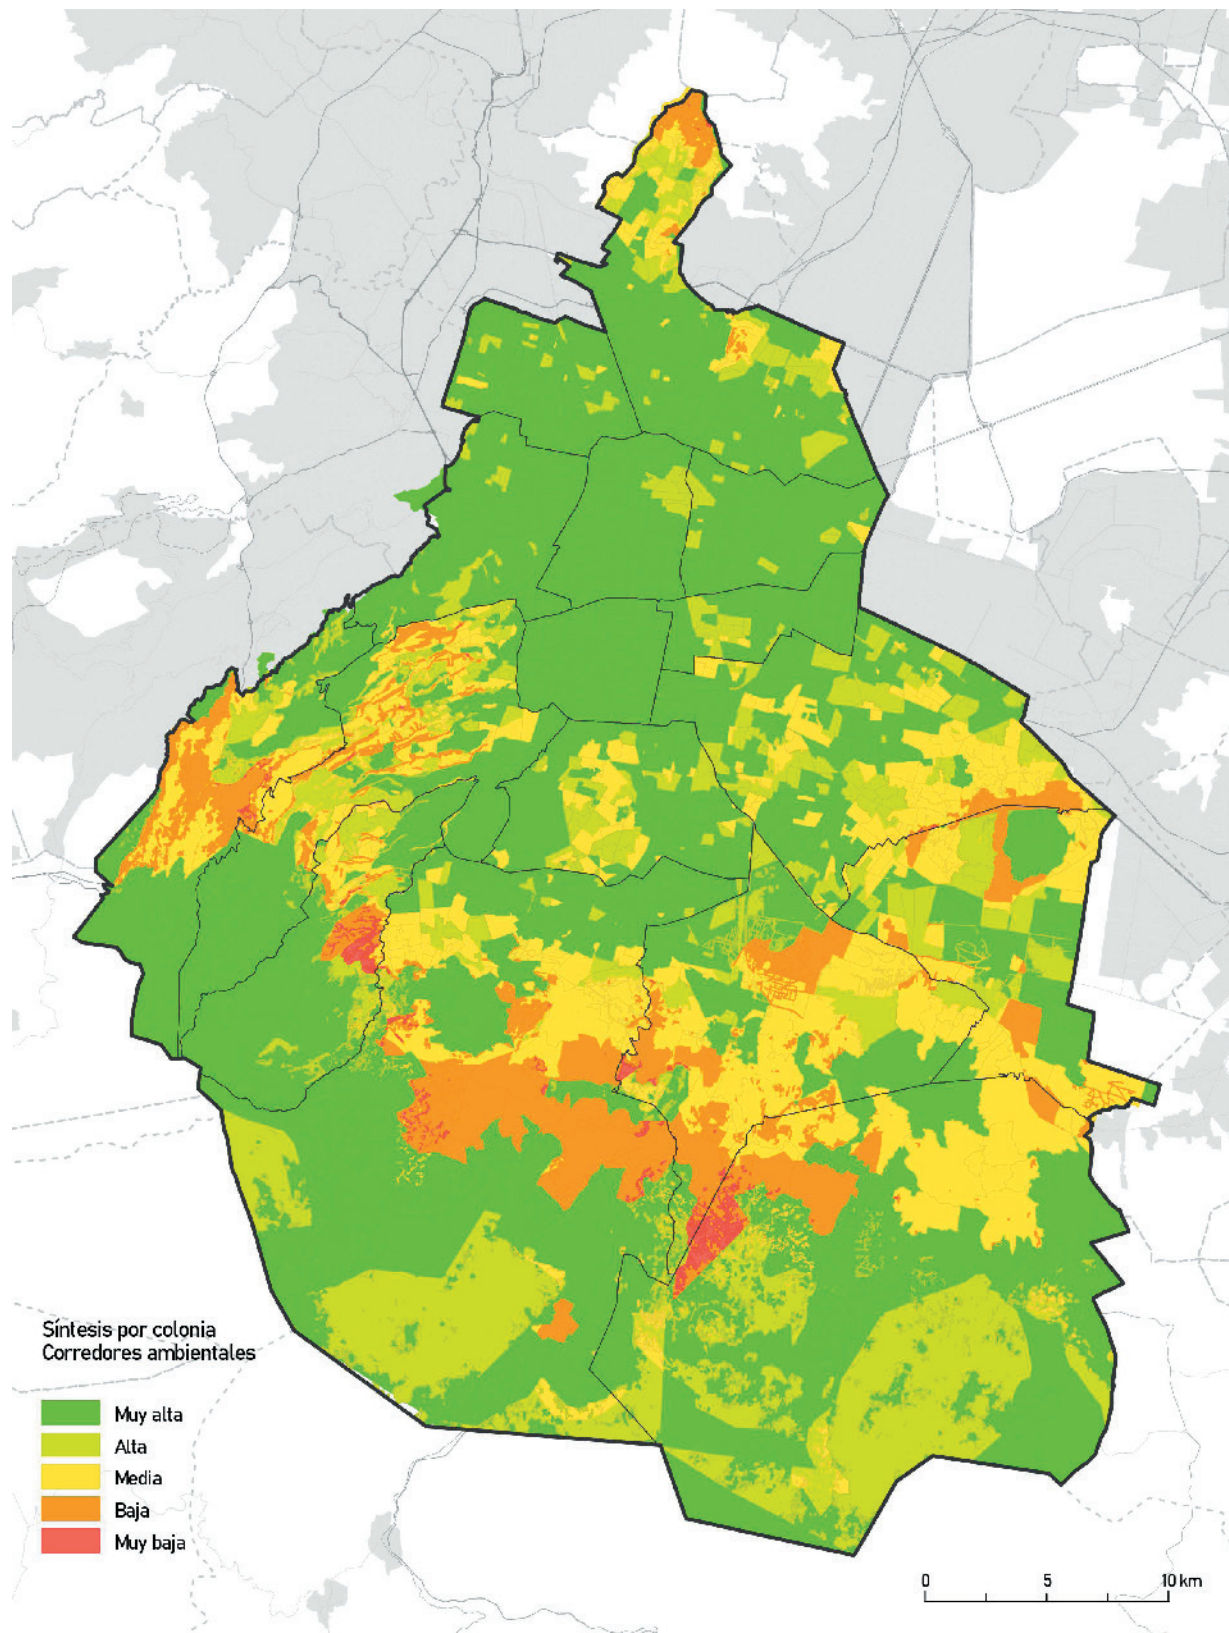 Síntesis por colonia
Corredores ambientales
Muy alta
Alta
Media
Baja
Muy baja
0 5 10 km